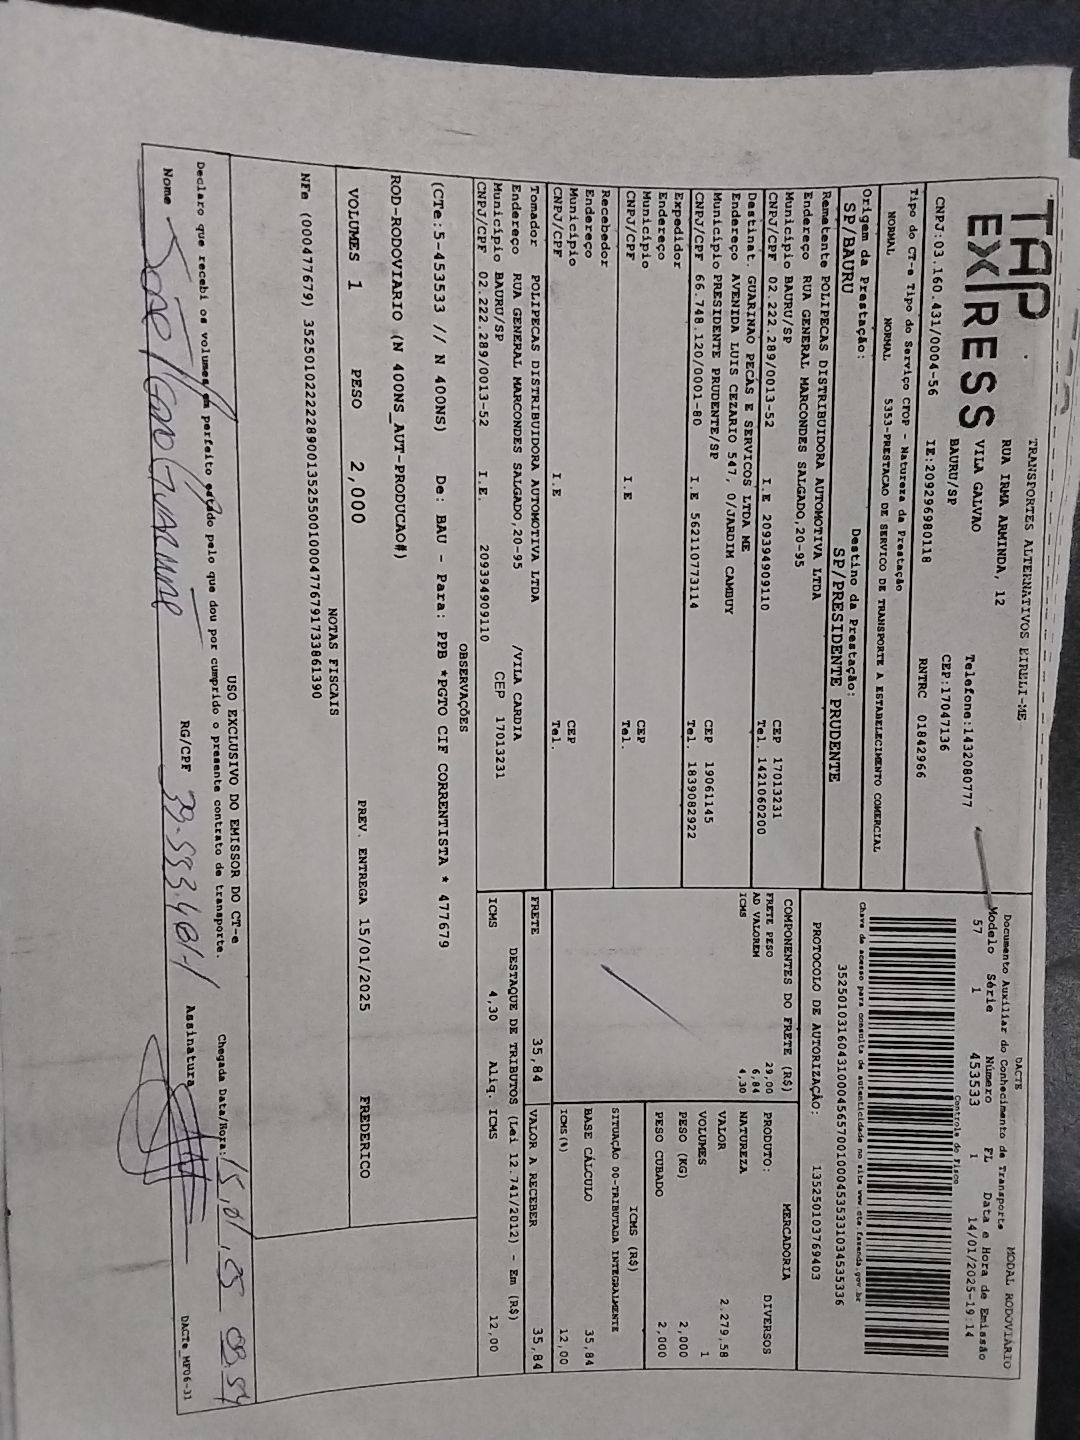 TAP
EXPRESS
TRANSPORTES ALTERNATIVOS EIRELI-ME
RUA IRMA ARMINDA, 12
VILA GALVAO
BAURU/SP
Telefone:1432080777
CEP:17047136
CNPJ:03.160.431/0004-56 IE:209296980118 RNTRC 01842966
DACTE
MODAL RODOVIÁRIO
Documento Auxiliar do Conhecimento de Transporte
Modelo Série Número FL Data e Hora de Emissão
57 1 453533 1 14/01/2025-19:14
Controle do Fisco
Chave de acesso para consulta de autenticidade no site www.cte.fazenda.gov.br
35250103160431000456570010004535331034535336
PROTOCOLO DE AUTORIZAÇÃO: 135250103769403
Tipo do CT-e Tipo do Serviço CFOP - Natureza da Prestação
NORMAL NORMAL 5353-PRESTACAO DE SERVICO DE TRANSPORTE A ESTABELECIMENTO COMERCIAL
Origem da Prestação: Destino da Prestação:
SP/BAURU SP/PRESIDENTE PRUDENTE
Remetente POLIPECAS DISTRIBUIDORA AUTOMOTIVA LTDA
Endereço RUA GENERAL MARCONDES SALGADO,20-95
Município BAURU/SP CEP 17013231
CNPJ/CPF 02.222.289/0013-52 I.E 209394909110 Tel. 1421060200
Destinat. GUARINAO PECAS E SERVICOS LTDA ME
Endereço AVENIDA LUIS CEZARIO 547, 0/JARDIM CAMBUY
Município PRESIDENTE PRUDENTE/SP CEP 19061145
CNPJ/CPF 66.748.120/0001-80 I.E 562110773114 Tel. 1839082922
Expedidor
Endereço
Município CEP
CNPJ/CPF I.E Tel.
Recebedor
Endereço
Município CEP
CNPJ/CPF I.E Tel.
Tomador POLIPECAS DISTRIBUIDORA AUTOMOTIVA LTDA
Endereço RUA GENERAL MARCONDES SALGADO,20-95 /VILA CARDIA
Município BAURU/SP CEP 17013231
CNPJ/CPF 02.222.289/0013-52 I.E. 209394909110
COMPONENTES DO FRETE (R$)
FRETE PESO 29,00
AD VALOREM 6,84
ICMS 4,30
MERCADORIA
PRODUTO: DIVERSOS
NATUREZA
VALOR 2.279,58
VOLUMES 1
PESO (KG) 2,000
PESO CUBADO 2,000
ICMS (R$)
SITUAÇÃO 00-TRIBUTADA INTEGRALMENTE
BASE CÁLCULO 35,84
ICMS(%) 12,00
FRETE 35,84 VALOR A RECEBER 35,84
DESTAQUE DE TRIBUTOS (Lei 12.741/2012) - Em (R$)
ICMS 4,30 Aliq. ICMS 12,00
OBSERVAÇÕES
(CTe:5-453533 // N 400NS) De: BAU - Para: PPB *PGTO CIF CORRENTISTA * 477679
ROD-RODOVIARIO (N 400NS_AUT-PRODUCAO#)
VOLUMES 1 PESO 2,000 PREV. ENTREGA 15/01/2025 FREDERICO
NOTAS FISCAIS
NFe (000477679) 35250102222289001352550010004776791733861390
USO EXCLUSIVO DO EMISSOR DO CT-e
Declaro que recebi os volumes em perfeito estado pelo que dou por cumprido o presente contrato de transporte.
Chegada Data/Hora: 15,01,25 08:54
Nome João RG/CPF 39.593.481-1 Assinatura
DACTe_MF06-31